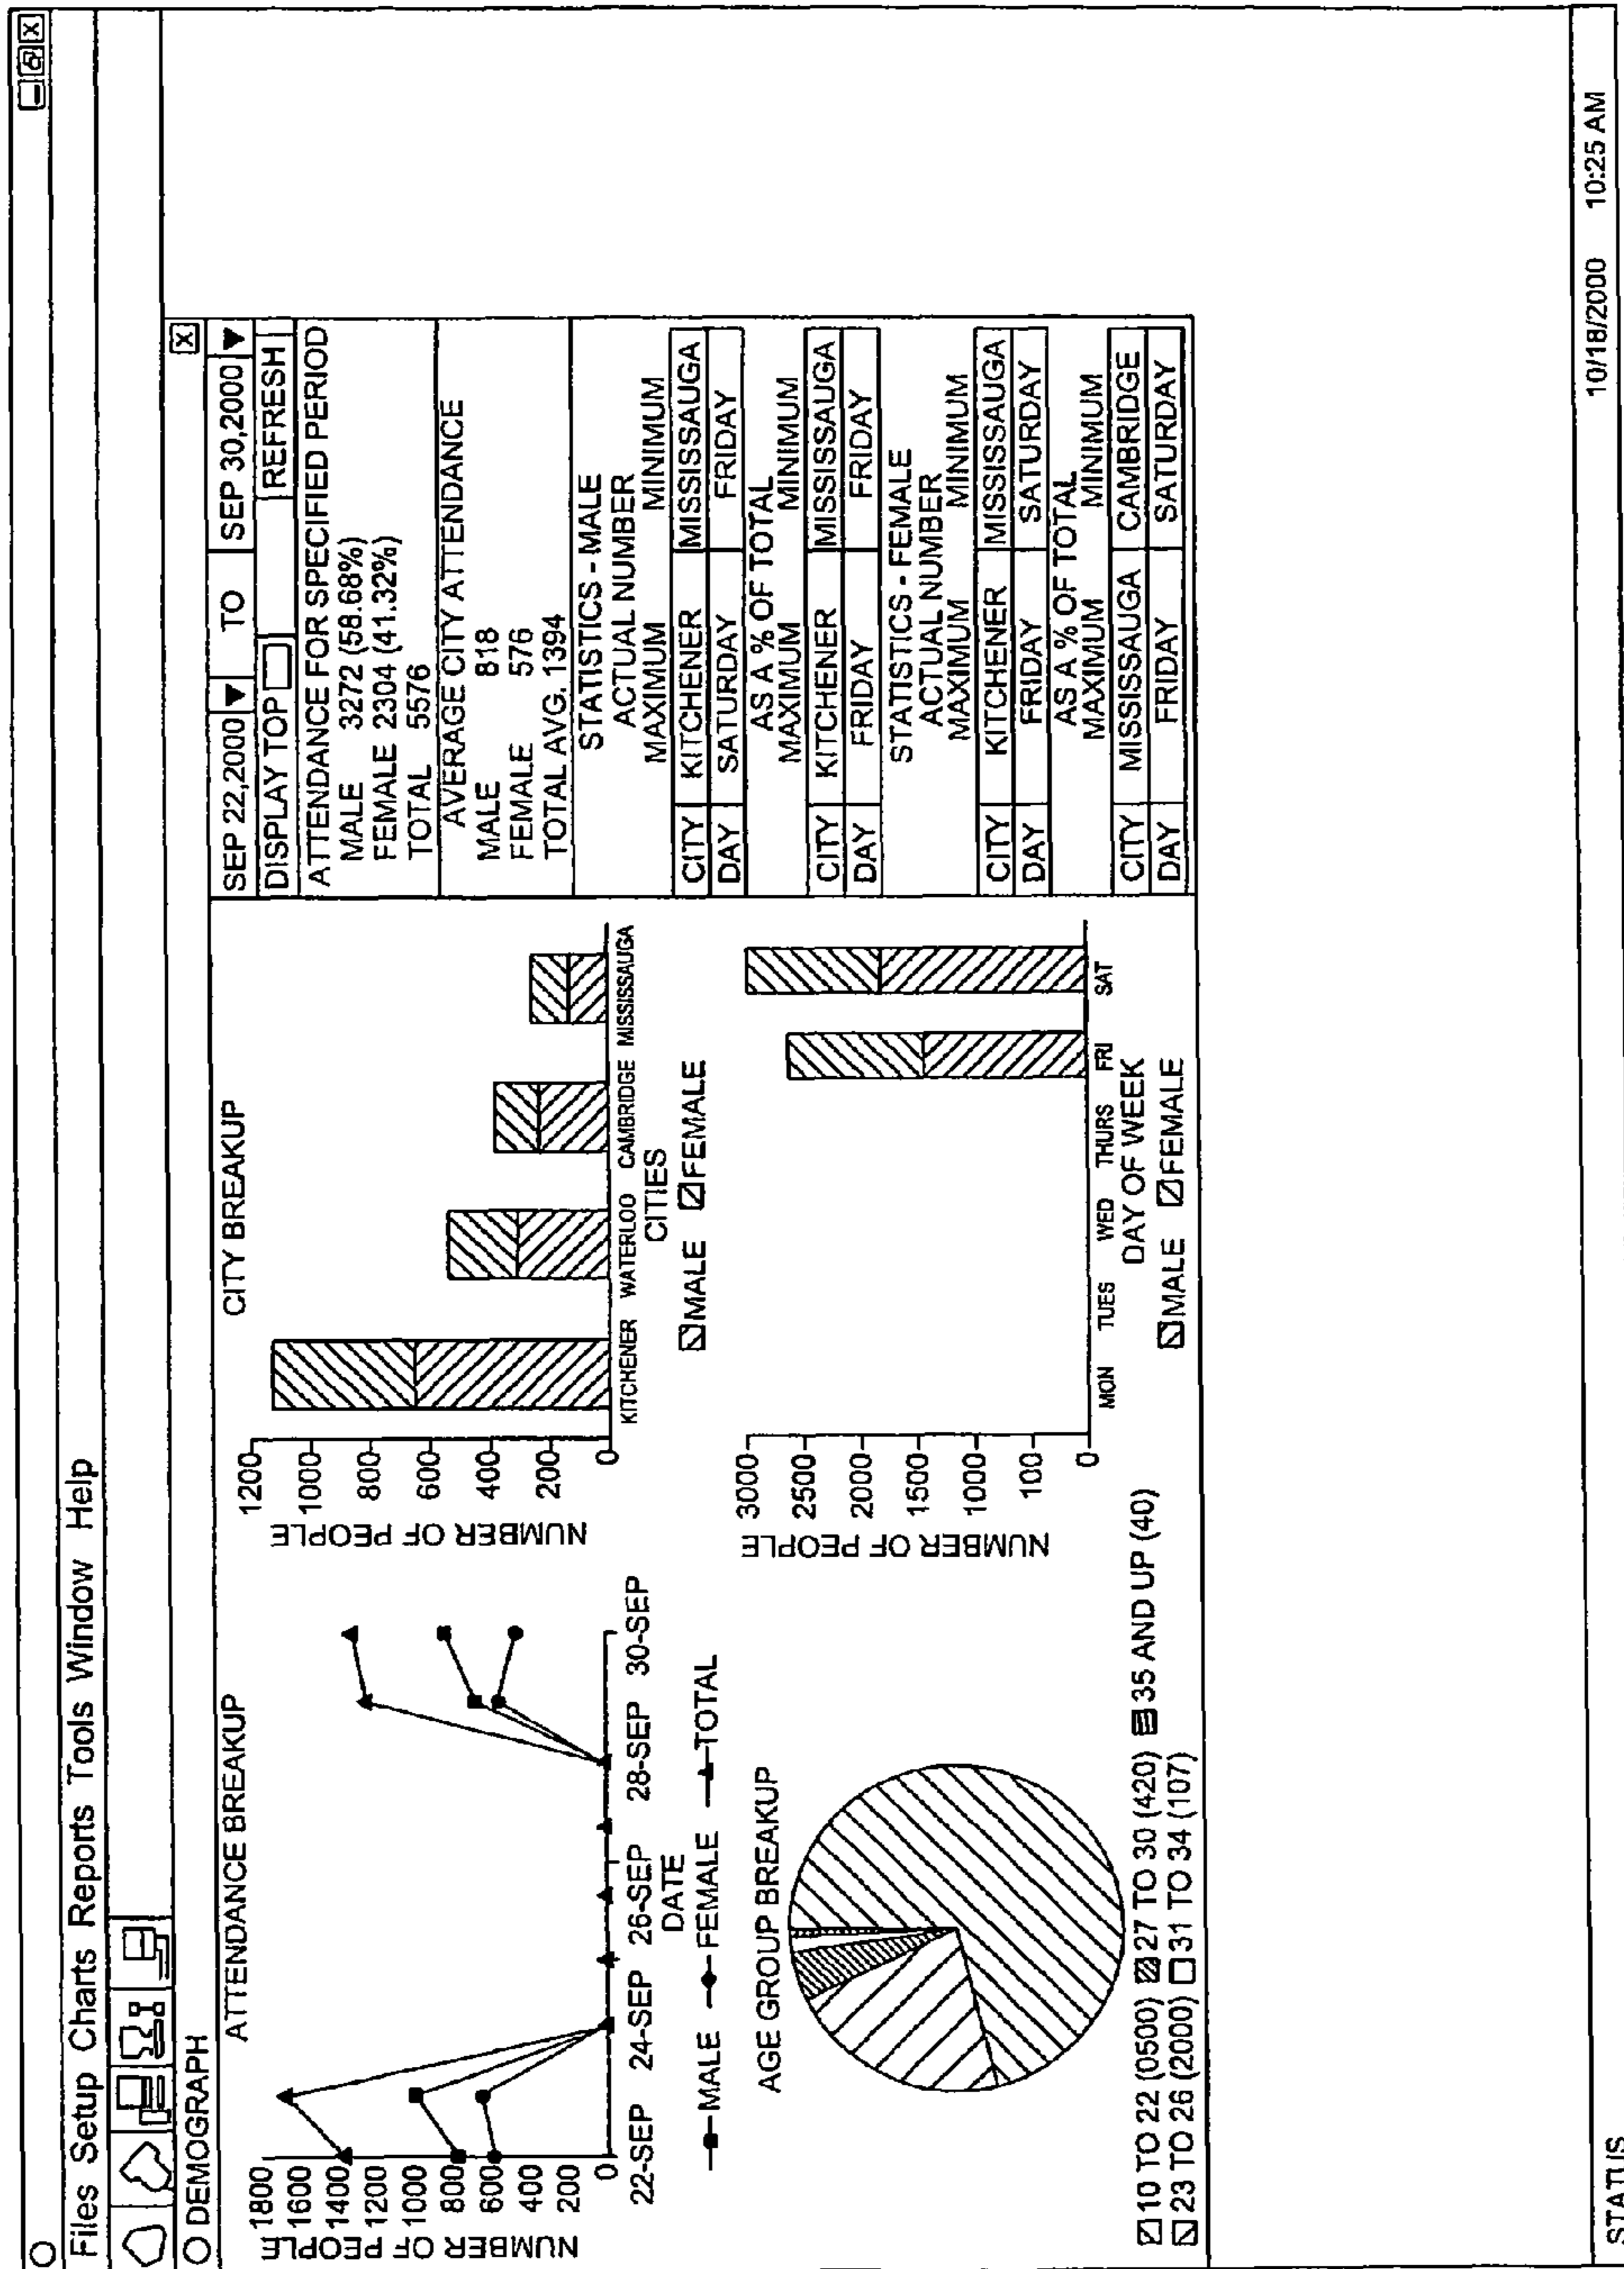 Files Setup Charts Reports Tools Window Help
DEMOGRAPH
ATTENDANCE BREAKUP
NUMBER OF PEOPLE
1800
1600
1400
1200
1000
800
600
400
200
0
22-SEP 24-SEP 26-SEP 28-SEP 30-SEP
DATE
MALE FEMALE TOTAL
CITY BREAKUP
NUMBER OF PEOPLE
1200
1000
800
600
400
200
0
KITCHENER WATERLOO CAMBRIDGE MISSISSAUGA
CITIES
MALE FEMALE
AGE GROUP BREAKUP
10 TO 22 (0500) 27 TO 30 (420) 35 AND UP (40)
23 TO 26 (2000) 31 TO 34 (107)
NUMBER OF PEOPLE
3000
2500
2000
1500
1000
100
0
MON TUES WED THURS FRI SAT
DAY OF WEEK
MALE FEMALE
SEP 22,2000 TO SEP 30,2000
DISPLAY TOP REFRESH
ATTENDANCE FOR SPECIFIED PERIOD
MALE 3272 (58.68%)
FEMALE 2304 (41.32%)
TOTAL 5576
AVERAGE CITY ATTENDANCE
MALE 818
FEMALE 576
TOTAL AVG. 1394
STATISTICS - MALE
ACTUAL NUMBER
MAXIMUM MINIMUM
CITY KITCHENER MISSISSAUGA
DAY SATURDAY FRIDAY
AS A % OF TOTAL
MAXIMUM MINIMUM
CITY KITCHENER MISSISSAUGA
DAY FRIDAY FRIDAY
STATISTICS - FEMALE
ACTUAL NUMBER
MAXIMUM MINIMUM
CITY KITCHENER MISSISSAUGA
DAY FRIDAY SATURDAY
AS A % OF TOTAL
MAXIMUM MINIMUM
CITY MISSISSAUGA CAMBRIDGE
DAY FRIDAY SATURDAY
STATUS 10/18/2000 10:25 AM